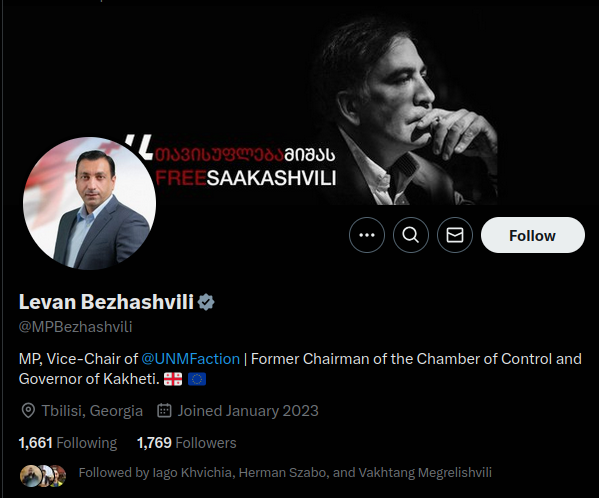 თავისუფლებამიშას
FREESAAKASHVILI
Follow
Levan Bezhashvili
@MPBezhashvili
MP, Vice-Chair of @UNMFaction | Former Chairman of the Chamber of Control and
Governor of Kakheti. 🇬🇪 🇪🇺
Tbilisi, Georgia Joined January 2023
1,661 Following 1,769 Followers
Followed by Iago Khvichia, Herman Szabo, and Vakhtang Megrelishvili